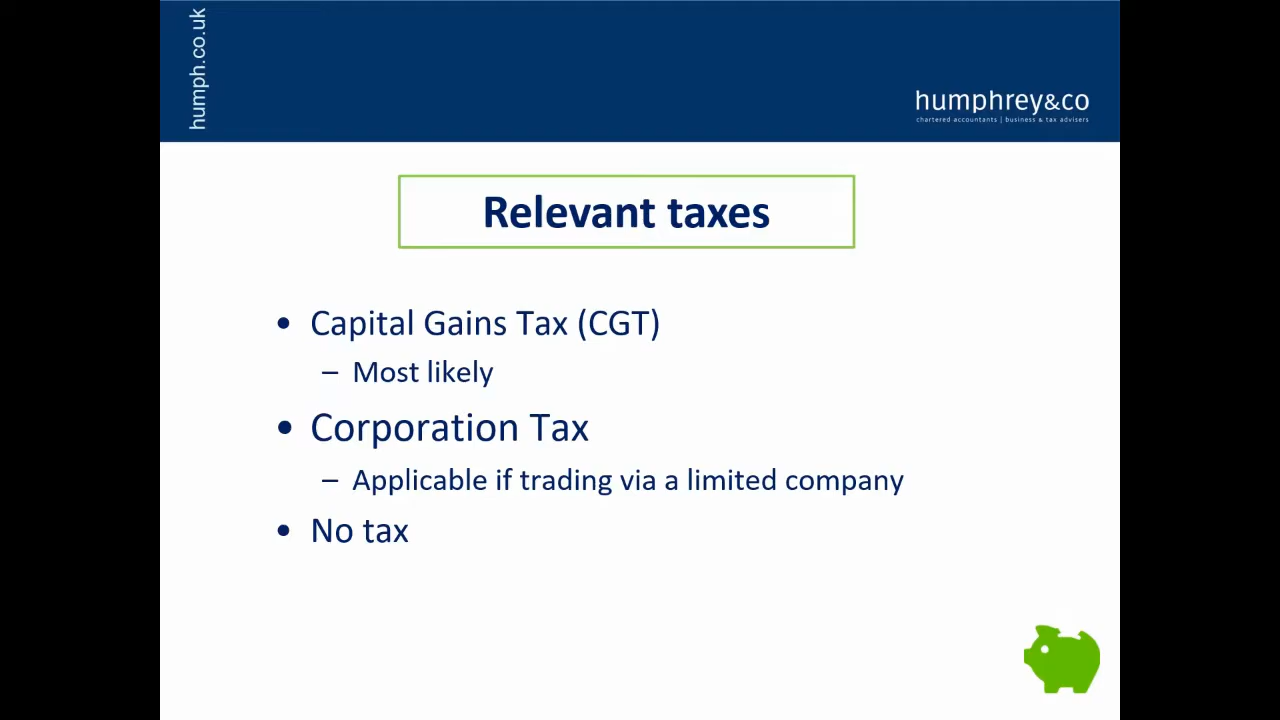 humph.co.uk
humphrey&co
chartered accountants | business & tax advisers
Relevant taxes
• Capital Gains Tax (CGT)
– Most likely
• Corporation Tax
– Applicable if trading via a limited company
• No tax